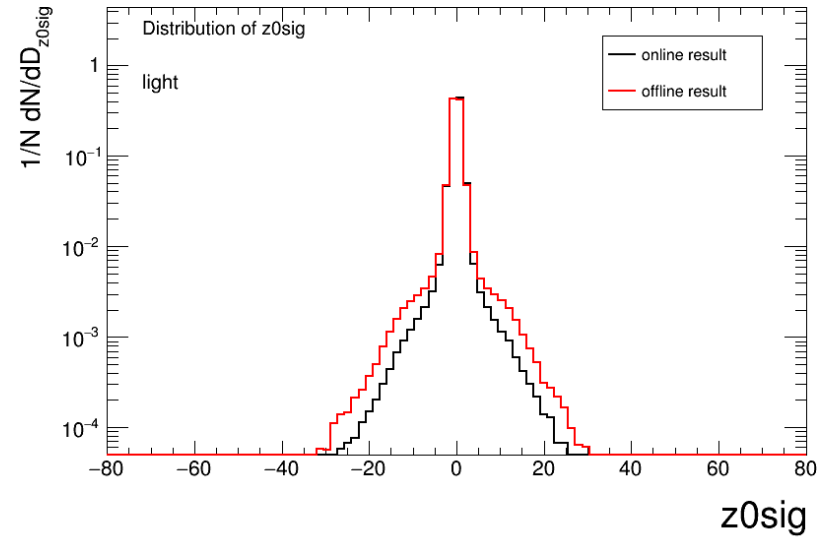 Distribution of z0sig
light
online result
offline result
1/N dN/dD_z0sig
1
10⁻¹
10⁻²
10⁻³
10⁻⁴
−80 −60 −40 −20 0 20 40 60 80
z0sig